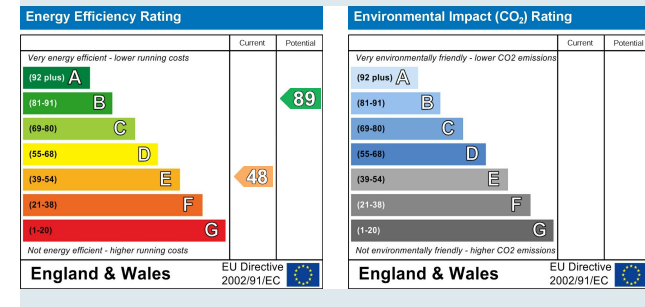 Energy Efficiency Rating
Current Potential
Very energy efficient - lower running costs
(92 plus) A
(81-91) B
89
(69-80) C
(55-68) D
(39-54) E
48
(21-38) F
(1-20) G
Not energy efficient - higher running costs
England & Wales
EU Directive
2002/91/EC
Environmental Impact (CO₂) Rating
Current Potential
Very environmentally friendly - lower CO2 emissions
(92 plus) A
(81-91) B
(69-80) C
(55-68) D
(39-54) E
(21-38) F
(1-20) G
Not environmentally friendly - higher CO2 emissions
England & Wales
EU Directive
2002/91/EC